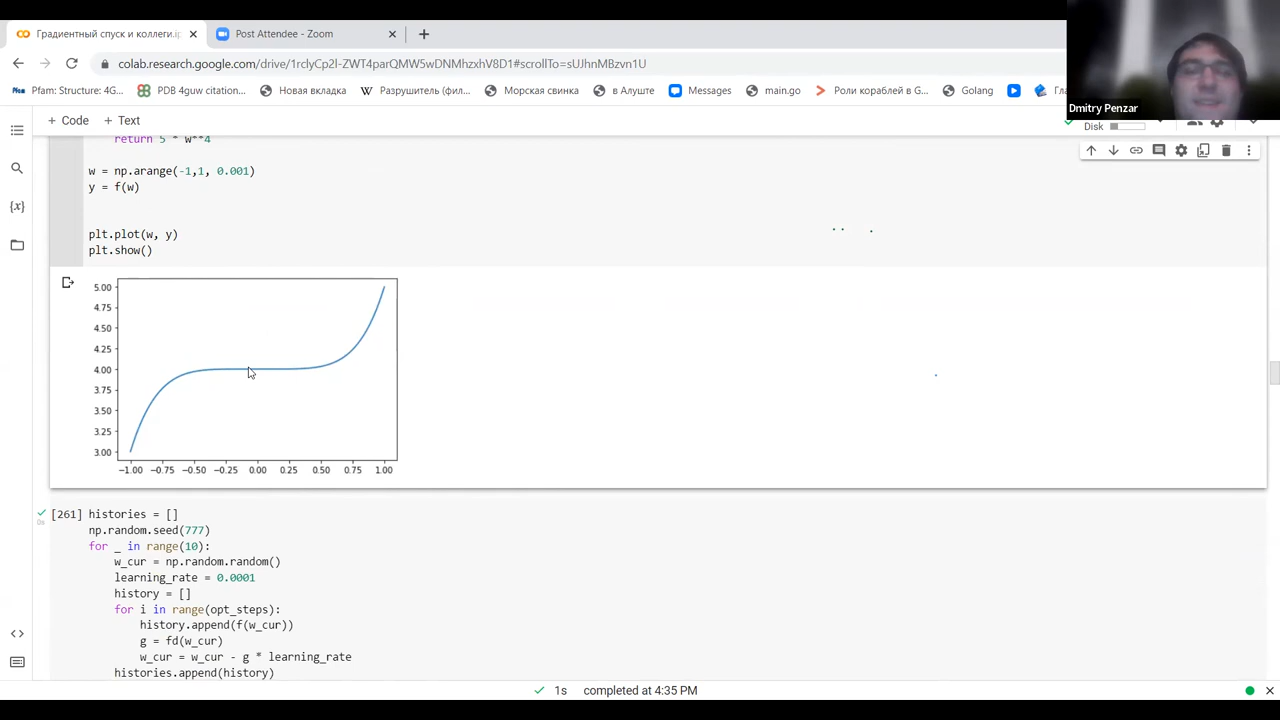 Градиентный спуск и коллеги.i
Post Attendee - Zoom
colab.research.google.com/drive/1rclyCp2l-ZWT4parQMW5wDNMhzxhV8D1#scrollTo=sUJhnMBzvn1U
Pfam: Structure: 4G...
PDB 4guw citation...
Новая вкладка
Разрушитель (фил...
Морская свинка
в Алуште
Messages
main.go
Роли кораблей в G...
Golang
Dmitry Penzar
+ Code + Text
Disk
return 5 * w**4
w = np.arange(-1,1, 0.001)
y = f(w)
plt.plot(w, y)
plt.show()
5.00
4.75
4.50
4.25
4.00
3.75
3.50
3.25
3.00
−1.00 −0.75 −0.50 −0.25 0.00 0.25 0.50 0.75 1.00
[261] histories = []
np.random.seed(777)
for _ in range(10):
w_cur = np.random.random()
learning_rate = 0.0001
history = []
for i in range(opt_steps):
history.append(f(w_cur))
g = fd(w_cur)
w_cur = w_cur - g * learning_rate
histories.append(history)
1s completed at 4:35 PM